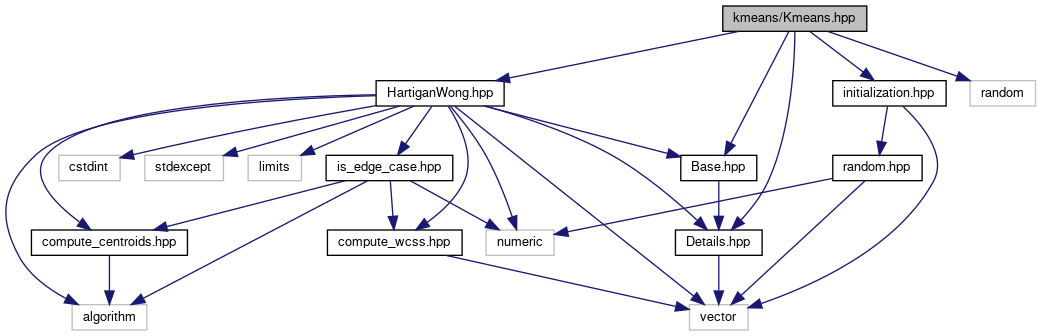 kmeans/Kmeans.hpp
HartiganWong.hpp
initialization.hpp
random
cstdint
stdexcept
limits
is_edge_case.hpp
Base.hpp
random.hpp
compute_centroids.hpp
compute_wcss.hpp
numeric
Details.hpp
algorithm
vector